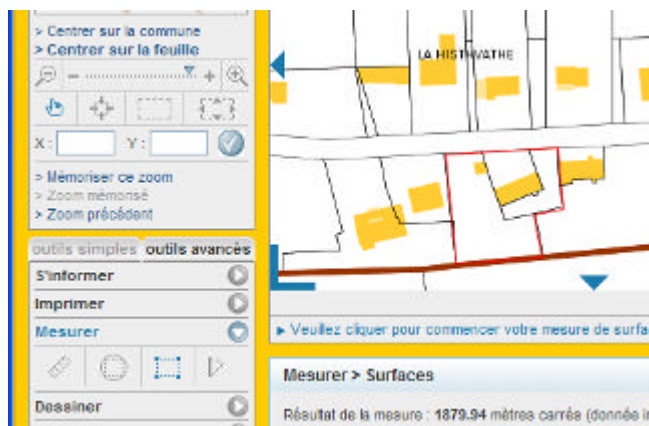 > Centrer sur la commune
> Centrer sur la feuille
X :
Y :
> Mémoriser ce zoom
> Zoom mémorisé
> Zoom précédent
outils simples outils avancés
S'informer
Imprimer
Mesurer
Dessiner
LA HISTHVATHE
Veuillez cliquer pour commencer votre mesure de surfa
Mesurer > Surfaces
Résultat de la mesure : 1879.94 mètres carrés (donnée in